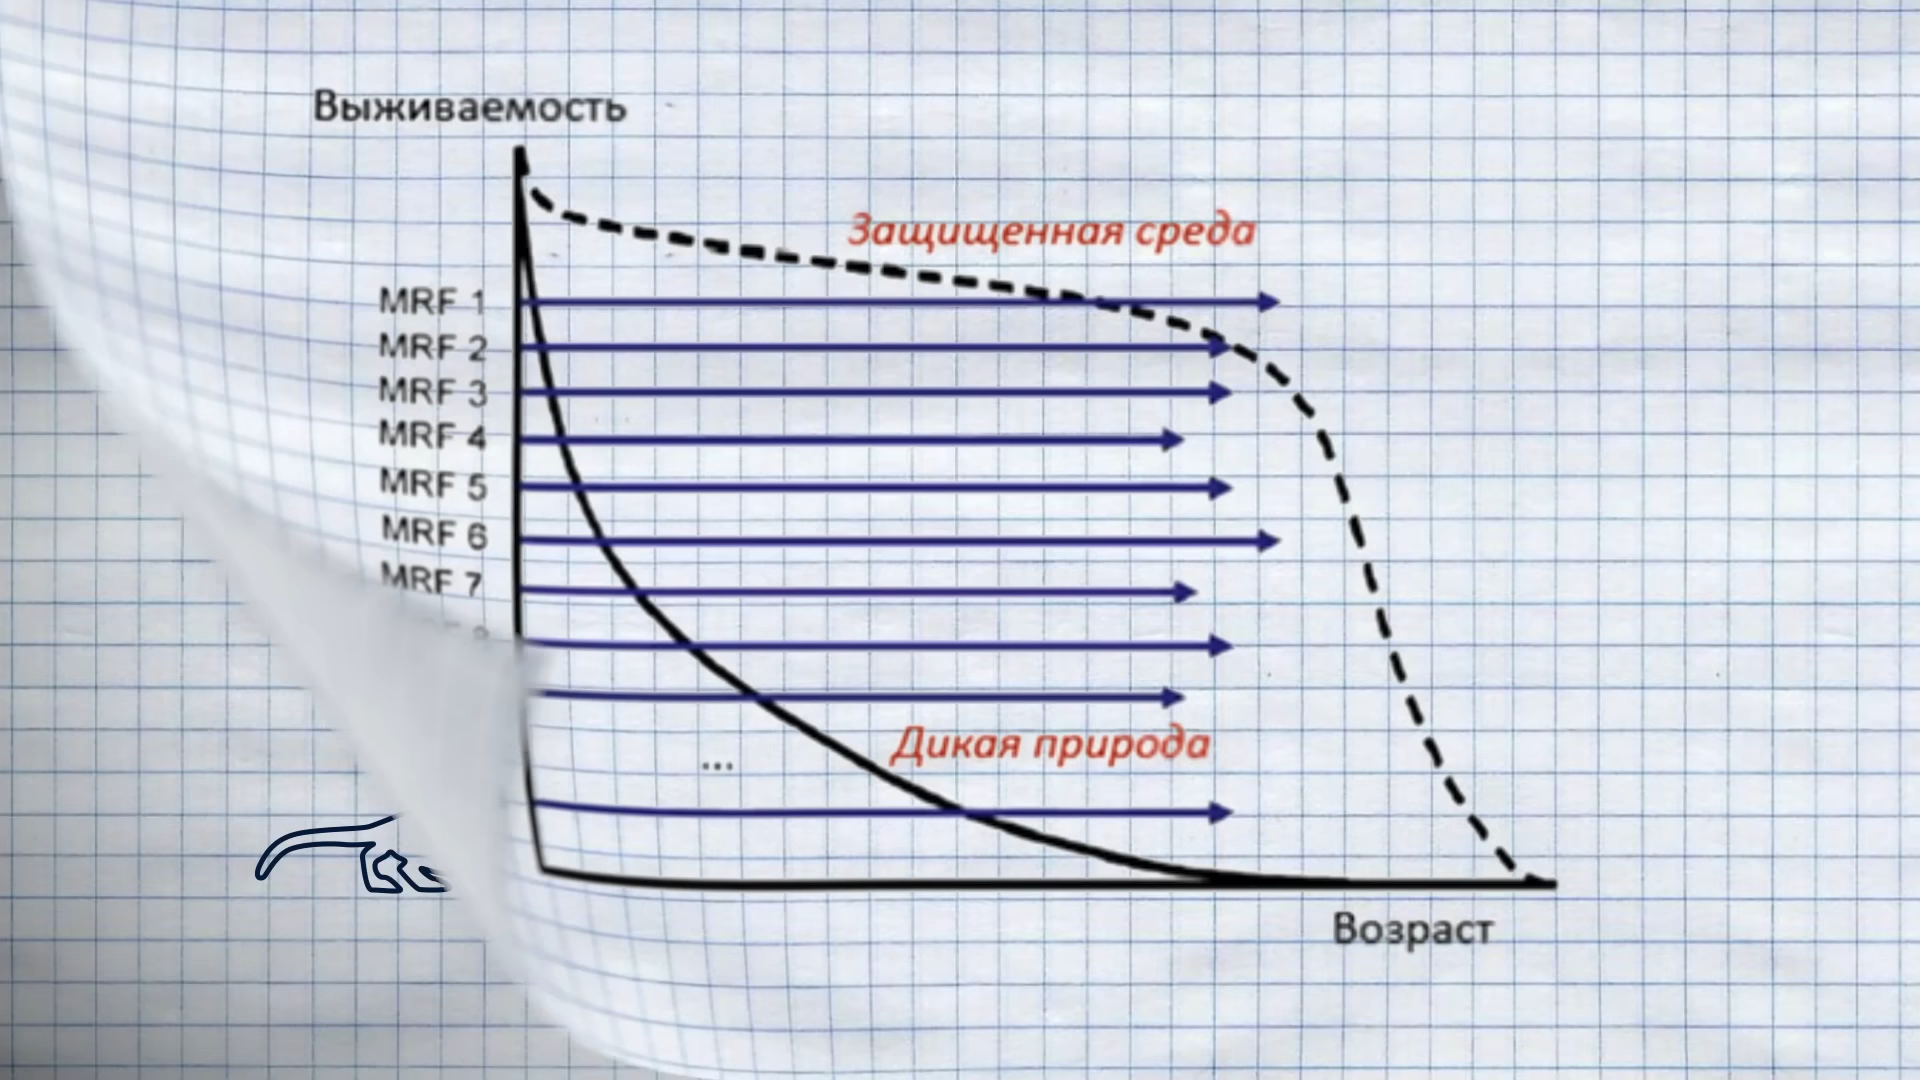 Выживаемость
Защищенная среда
MRF 1
MRF 2
MRF 3
MRF 4
MRF 5
MRF 6
MRF 7
Дикая природа
...
Возраст